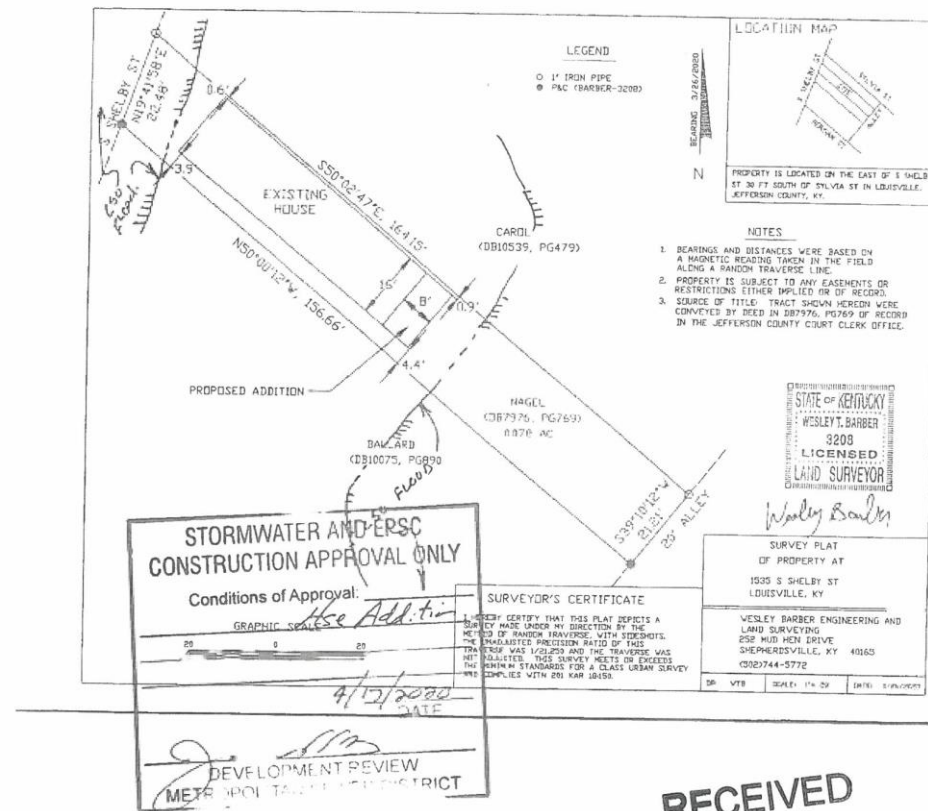 LOCATION MAP
S SHELBY ST
SYLVIA ST
ALLEY
PROPERTY IS LOCATED ON THE EAST OF S SHELBY
ST 30 FT SOUTH OF SYLVIA ST IN LOUISVILLE,
JEFFERSON COUNTY, KY.
LEGEND
1" IRON PIPE
P&C (BARBER-3208)
BEARING 3/26/2020
N
S SHELBY ST
N19°41'58"E
22.48'
0.6'
3.9'
FLOOD
EXISTING
HOUSE
S50°02'47"E, 164.15'
N50°00'12"W, 156.66'
CAROL
(DB10539, PG479)
15'
8'
0.9'
4.4'
PROPOSED ADDITION
NAGEL
(DB7976, PG769)
0.070 AC
BALLARD
(DB10075, PG890
FLOOD
S39°10'12"W
21.21'
20' ALLEY
NOTES
1. BEARINGS AND DISTANCES WERE BASED ON
A MAGNETIC READING TAKEN IN THE FIELD
ALONG A RANDOM TRAVERSE LINE.
2. PROPERTY IS SUBJECT TO ANY EASEMENTS OR
RESTRICTIONS EITHER IMPLIED OR OF RECORD.
3. SOURCE OF TITLE: TRACT SHOWN HEREON WERE
CONVEYED BY DEED IN DB7976, PG769 OF RECORD
IN THE JEFFERSON COUNTY COURT CLERK OFFICE.
STATE OF KENTUCKY
WESLEY T. BARBER
3208
LICENSED
LAND SURVEYOR
Wesley Barber
SURVEY PLAT
OF PROPERTY AT
1535 S SHELBY ST
LOUISVILLE, KY
WESLEY BARBER ENGINEERING AND
LAND SURVEYING
252 MUD HEN DRIVE
SHEPHERDSVILLE, KY 40165
(502)744-5772
WTB
SCALE: 1"= 20
DATE:
SURVEYOR'S CERTIFICATE
I HEREBY CERTIFY THAT THIS PLAT DEPICTS A
SURVEY MADE UNDER MY DIRECTION BY THE
METHOD OF RANDOM TRAVERSE, WITH SIDESHOTS.
THE UNADJUSTED PRECISION RATIO OF THIS
TRAVERSE WAS 1/21,250 AND THE TRAVERSE WAS
NOT ADJUSTED. THIS SURVEY MEETS OR EXCEEDS
THE MINIMUM STANDARDS FOR A CLASS URBAN SURVEY
AND COMPLIES WITH 201 KAR 18:150.
STORMWATER AND EPSC
CONSTRUCTION APPROVAL ONLY
Conditions of Approval:
Hse Addition
GRAPHIC SCALE
20 0 20
DATE
DEVELOPMENT REVIEW
METROPOLITAN SEWER DISTRICT
RECEIVED